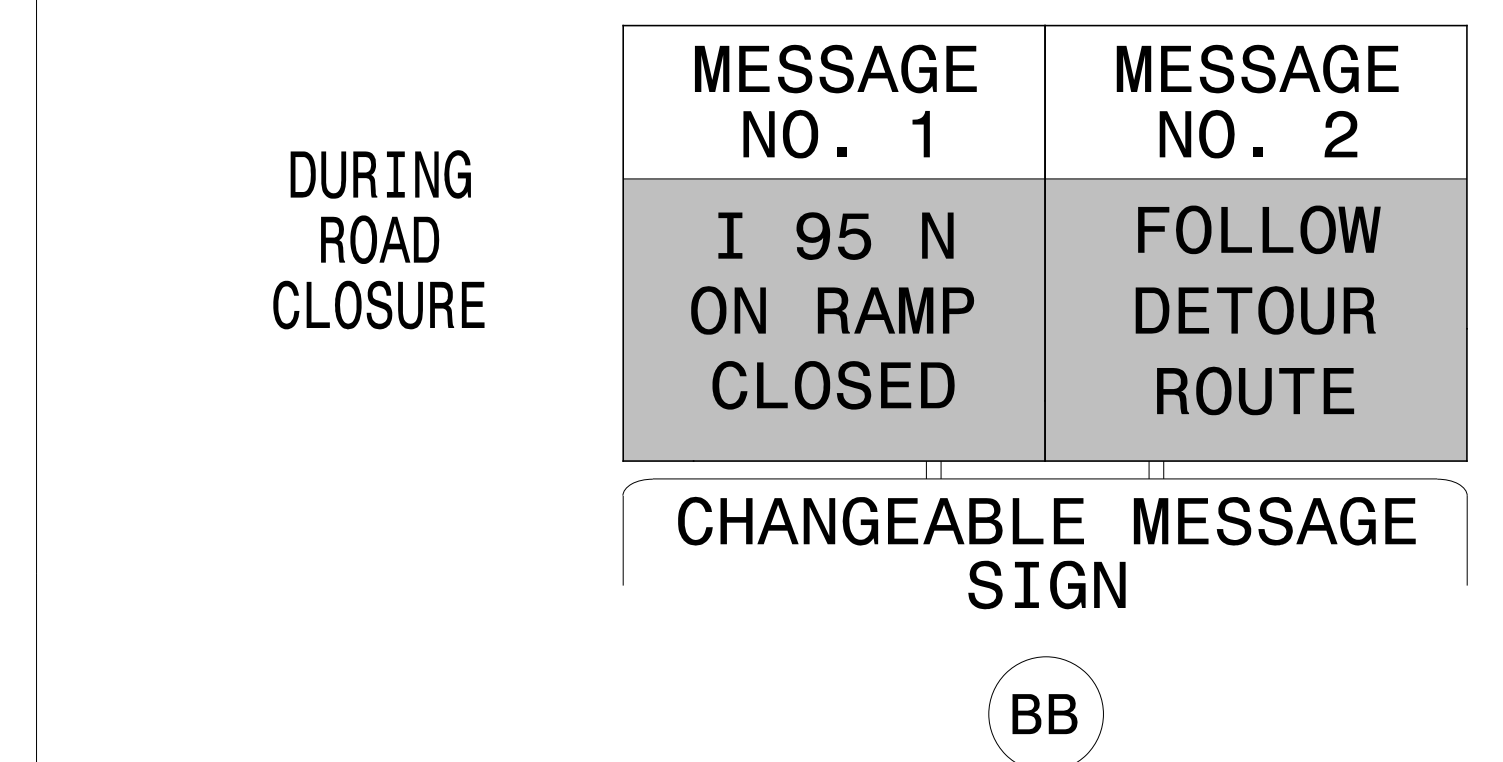 DURING
ROAD
CLOSURE
MESSAGE
NO. 1
MESSAGE
NO. 2
I 95 N
ON RAMP
CLOSED
FOLLOW
DETOUR
ROUTE
CHANGEABLE MESSAGE
SIGN
BB